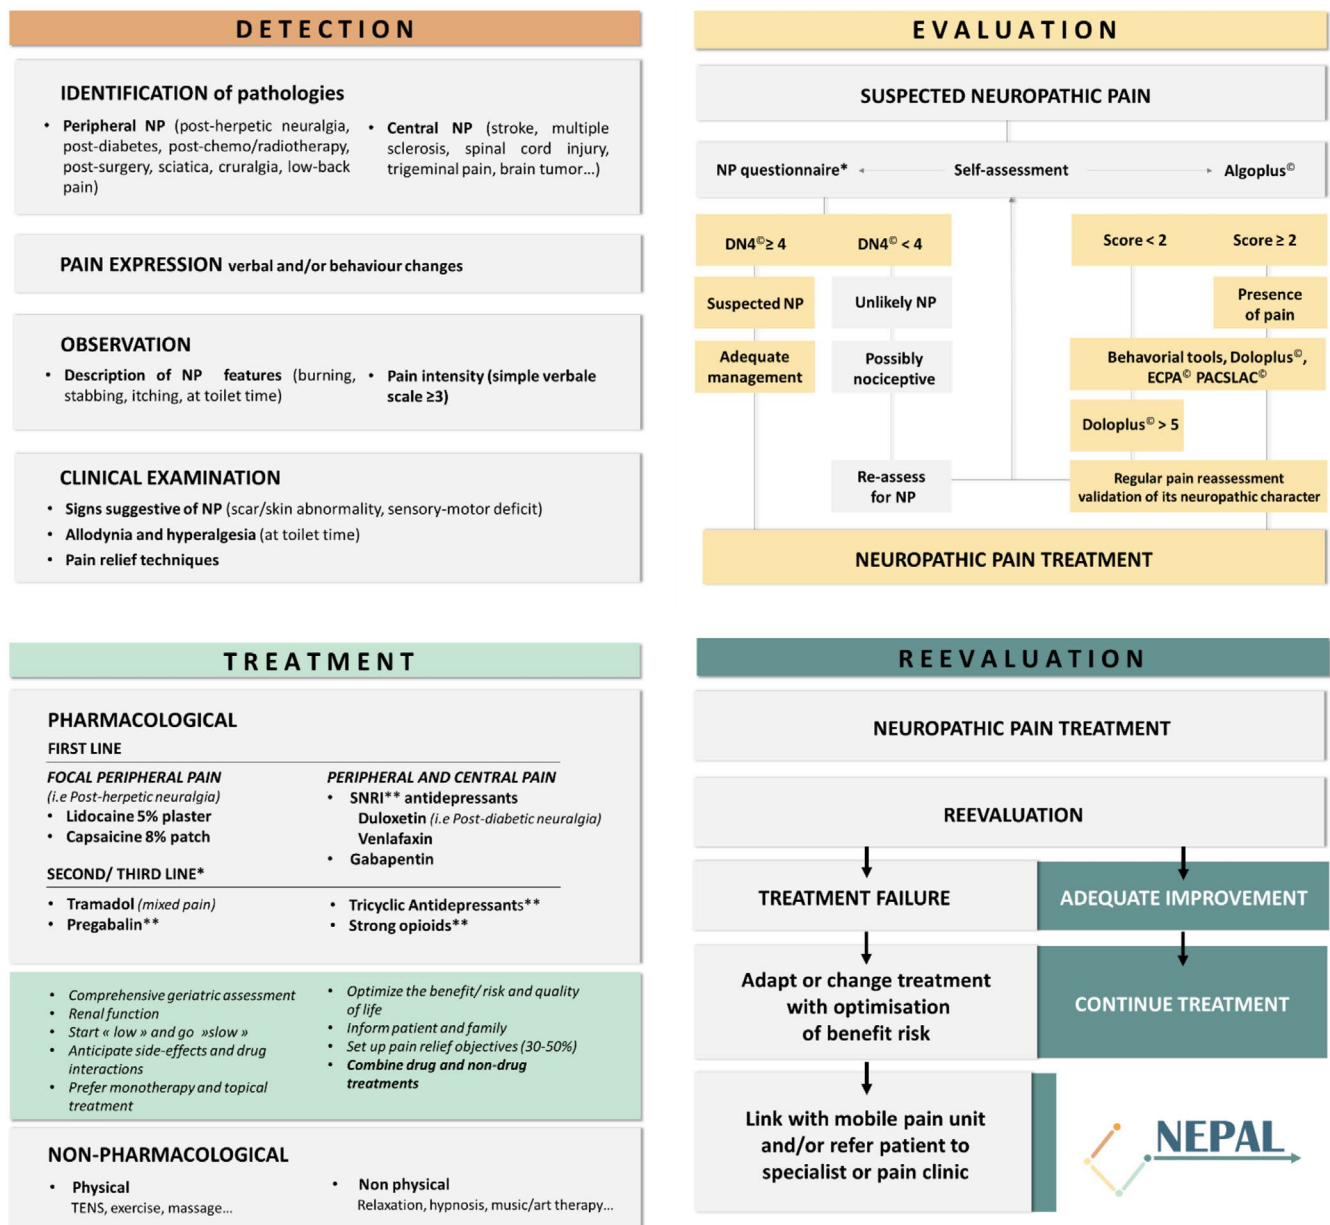 DETECTION
IDENTIFICATION of pathologies
• Peripheral NP (post-herpetic neuralgia,
post-diabetes, post-chemo/radiotherapy,
post-surgery, sciatica, cruralgia, low-back
pain)
• Central NP (stroke, multiple
sclerosis, spinal cord injury,
trigeminal pain, brain tumor...)
PAIN EXPRESSION verbal and/or behaviour changes
OBSERVATION
• Description of NP features (burning,
stabbing, itching, at toilet time)
• Pain intensity (simple verbale
scale ≥3)
CLINICAL EXAMINATION
• Signs suggestive of NP (scar/skin abnormality, sensory-motor deficit)
• Allodynia and hyperalgesia (at toilet time)
• Pain relief techniques
EVALUATION
SUSPECTED NEUROPATHIC PAIN
NP questionnaire* Self-assessment Algoplus©
DN4©≥ 4 DN4© < 4 Score < 2 Score ≥ 2
Suspected NP
Unlikely NP
Presence
of pain
Adequate
management
Possibly
nociceptive
Behavorial tools, Doloplus©,
ECPA© PACSLAC©
Doloplus© > 5
Re-assess
for NP
Regular pain reassessment
validation of its neuropathic character
NEUROPATHIC PAIN TREATMENT
TREATMENT
PHARMACOLOGICAL
FIRST LINE
FOCAL PERIPHERAL PAIN
(i.e Post-herpetic neuralgia)
• Lidocaine 5% plaster
• Capsaicine 8% patch
PERIPHERAL AND CENTRAL PAIN
• SNRI** antidepressants
Duloxetin (i.e Post-diabetic neuralgia)
Venlafaxin
• Gabapentin
SECOND/ THIRD LINE*
• Tramadol (mixed pain)
• Pregabalin**
• Tricyclic Antidepressants**
• Strong opioids**
• Comprehensive geriatric assessment
• Renal function
• Start « low » and go »slow »
• Anticipate side-effects and drug
interactions
• Prefer monotherapy and topical
treatment
• Optimize the benefit/ risk and quality
of life
• Inform patient and family
• Set up pain relief objectives (30-50%)
• Combine drug and non-drug
treatments
NON-PHARMACOLOGICAL
• Physical
TENS, exercise, massage...
• Non physical
Relaxation, hypnosis, music/art therapy...
REEVALUATION
NEUROPATHIC PAIN TREATMENT
REEVALUATION
TREATMENT FAILURE
ADEQUATE IMPROVEMENT
Adapt or change treatment
with optimisation
of benefit risk
CONTINUE TREATMENT
Link with mobile pain unit
and/or refer patient to
specialist or pain clinic
NEPAL